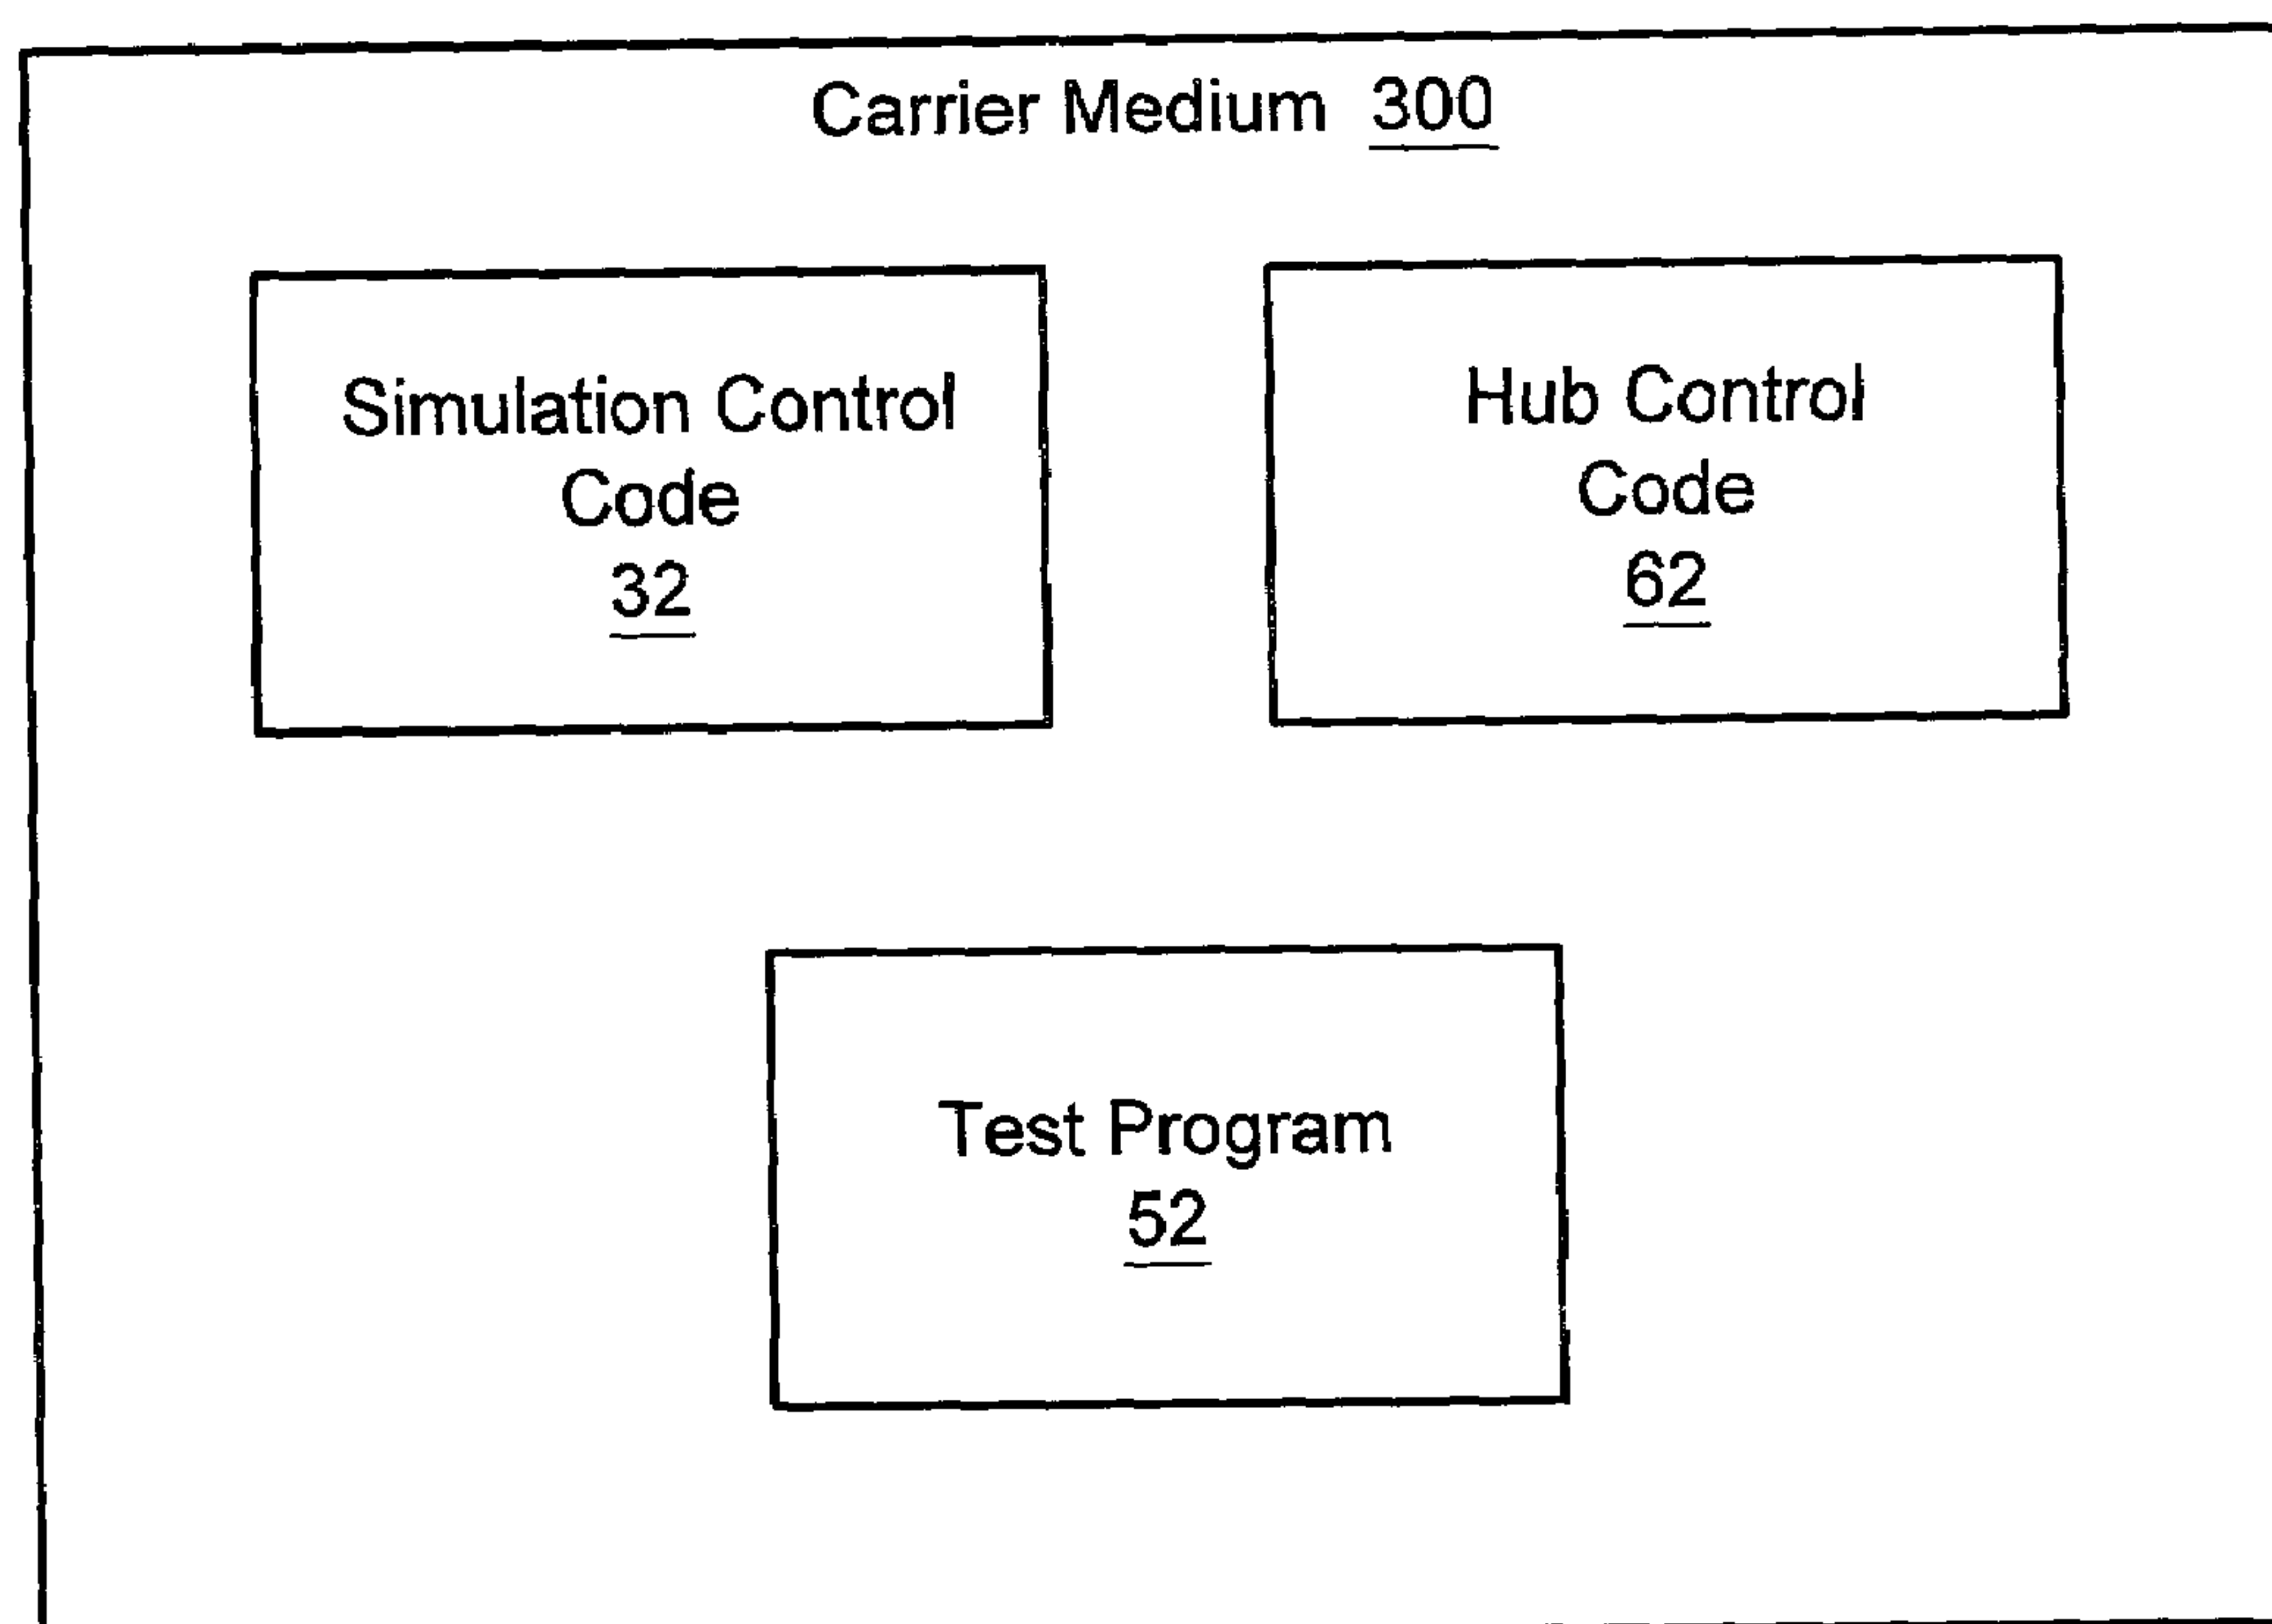 Carrier Medium 300
Simulation Control
Code
32
Hub Control
Code
62
Test Program
52